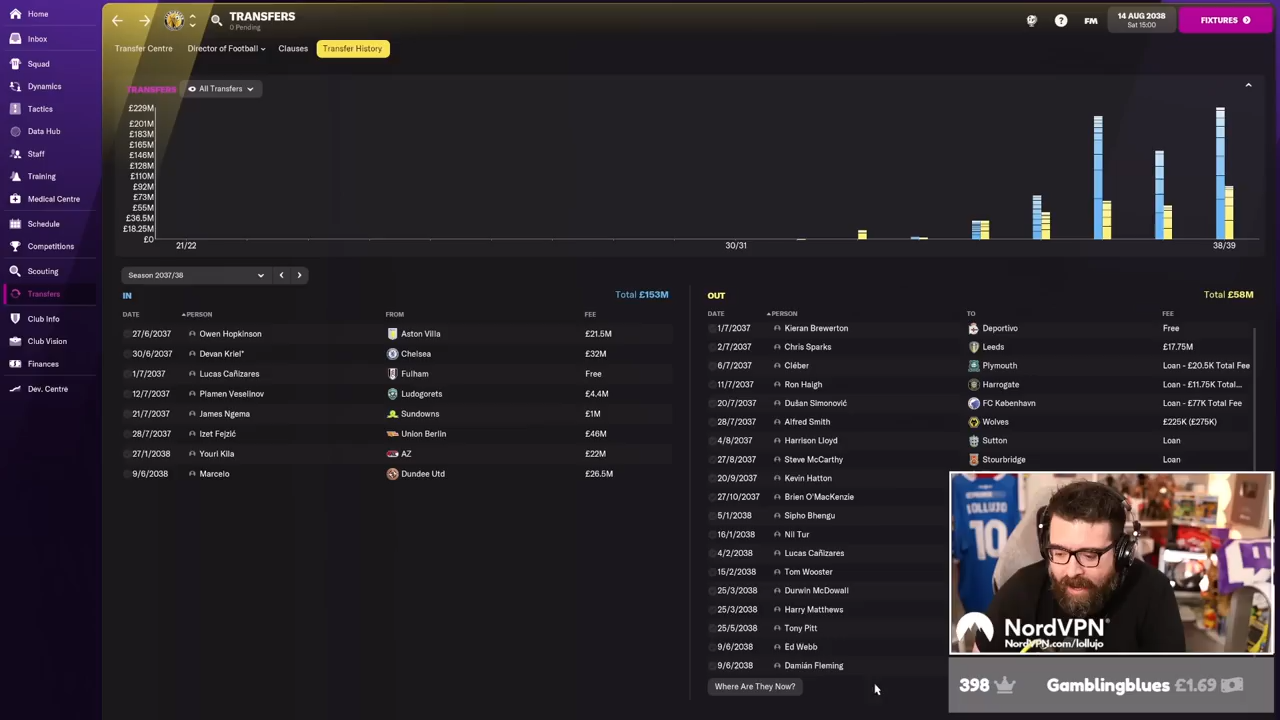 Home
Inbox
Squad
Dynamics
Tactics
Data Hub
Staff
Training
Medical Centre
Schedule
Competitions
Scouting
Transfers
Club Info
Club Vision
Finances
Dev. Centre
TRANSFERS
0 Pending
FM
14 AUG 2038
Sat 15:00
FIXTURES
Transfer Centre Director of Football Clauses Transfer History
TRANSFERS All Transfers
£229M
£201M
£183M
£165M
£146M
£128M
£110M
£92M
£73M
£55M
£36.5M
£18.25M
£0
21/22 30/31 38/39
Season 2037/38
IN Total £153M
DATE PERSON FROM FEE
27/6/2037 Owen Hopkinson Aston Villa £21.5M
30/6/2037 Devan Kriel* Chelsea £32M
1/7/2037 Lucas Cañizares Fulham Free
12/7/2037 Plamen Veselinov Ludogorets £4.4M
21/7/2037 James Ngema Sundowns £1M
28/7/2037 Izet Fejzić Union Berlin £46M
27/1/2038 Youri Kila AZ £22M
9/6/2038 Marcelo Dundee Utd £26.5M
OUT Total £58M
DATE PERSON TO FEE
1/7/2037 Kieran Brewerton Deportivo Free
2/7/2037 Chris Sparks Leeds £17.75M
6/7/2037 Cléber Plymouth Loan - £20.5K Total Fee
11/7/2037 Ron Haigh Harrogate Loan - £11.75K Total...
20/7/2037 Dušan Simonović FC København Loan - £77K Total Fee
28/7/2037 Alfred Smith Wolves £225K (£275K)
4/8/2037 Harrison Lloyd Sutton Loan
27/8/2037 Steve McCarthy Stourbridge Loan
20/9/2037 Kevin Hatton
27/10/2037 Brien O'MacKenzie
5/1/2038 Sipho Bhengu
16/1/2038 Nil Tur
4/2/2038 Lucas Cañizares
15/2/2038 Tom Wooster
25/3/2038 Durwin McDowall
25/3/2038 Harry Matthews
25/5/2038 Tony Pitt
9/6/2038 Ed Webb
9/6/2038 Damián Fleming
Where Are They Now?
LOLLUJO
10
NordVPN®
NordVPN.com/lollujo
398 Gamblingblues £1.69